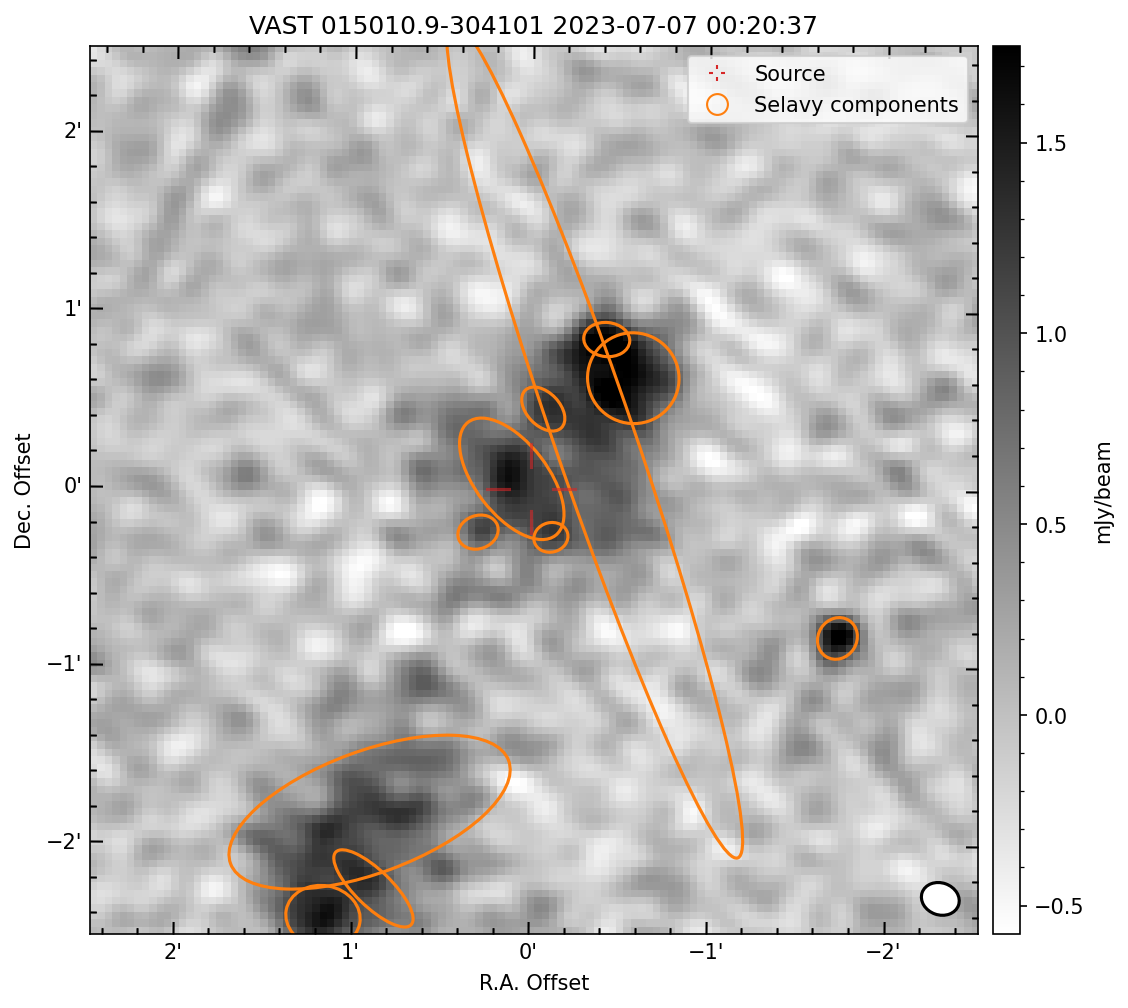 VAST 015010.9-304101 2023-07-07 00:20:37
Source
Selavy components
2'
1'
0'
−1'
−2'
Dec. Offset
2'
1'
0'
−1'
−2'
R.A. Offset
1.5
1.0
0.5
0.0
−0.5
mJy/beam